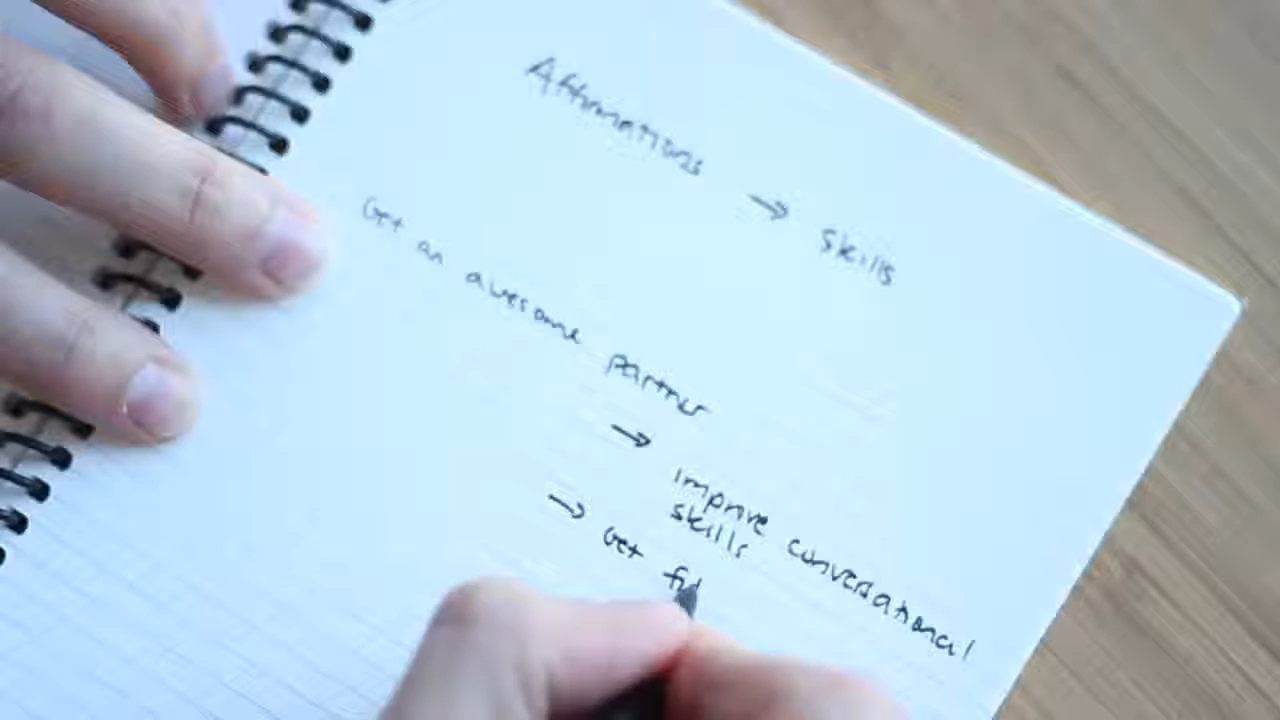 Affirmations → skills
Get an awesome partner
→ improve conversational
skills
→ Get